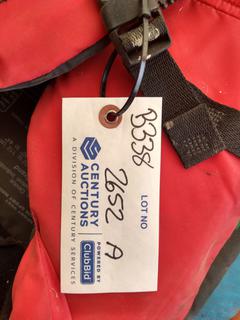 B338
LOT NO
2652 A
CENTURY
AUCTIONS
A DIVISION OF CENTURY SERVICES
POWERED BY
ClubBid